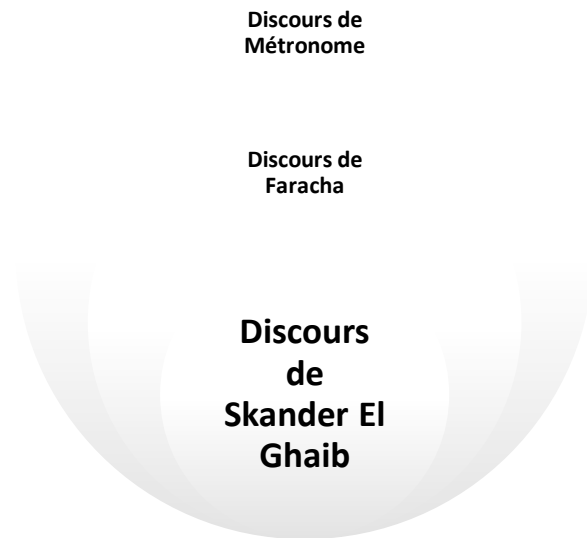 Discours de
Métronome
Discours de
Faracha
Discours
de
Skander El
Ghaib